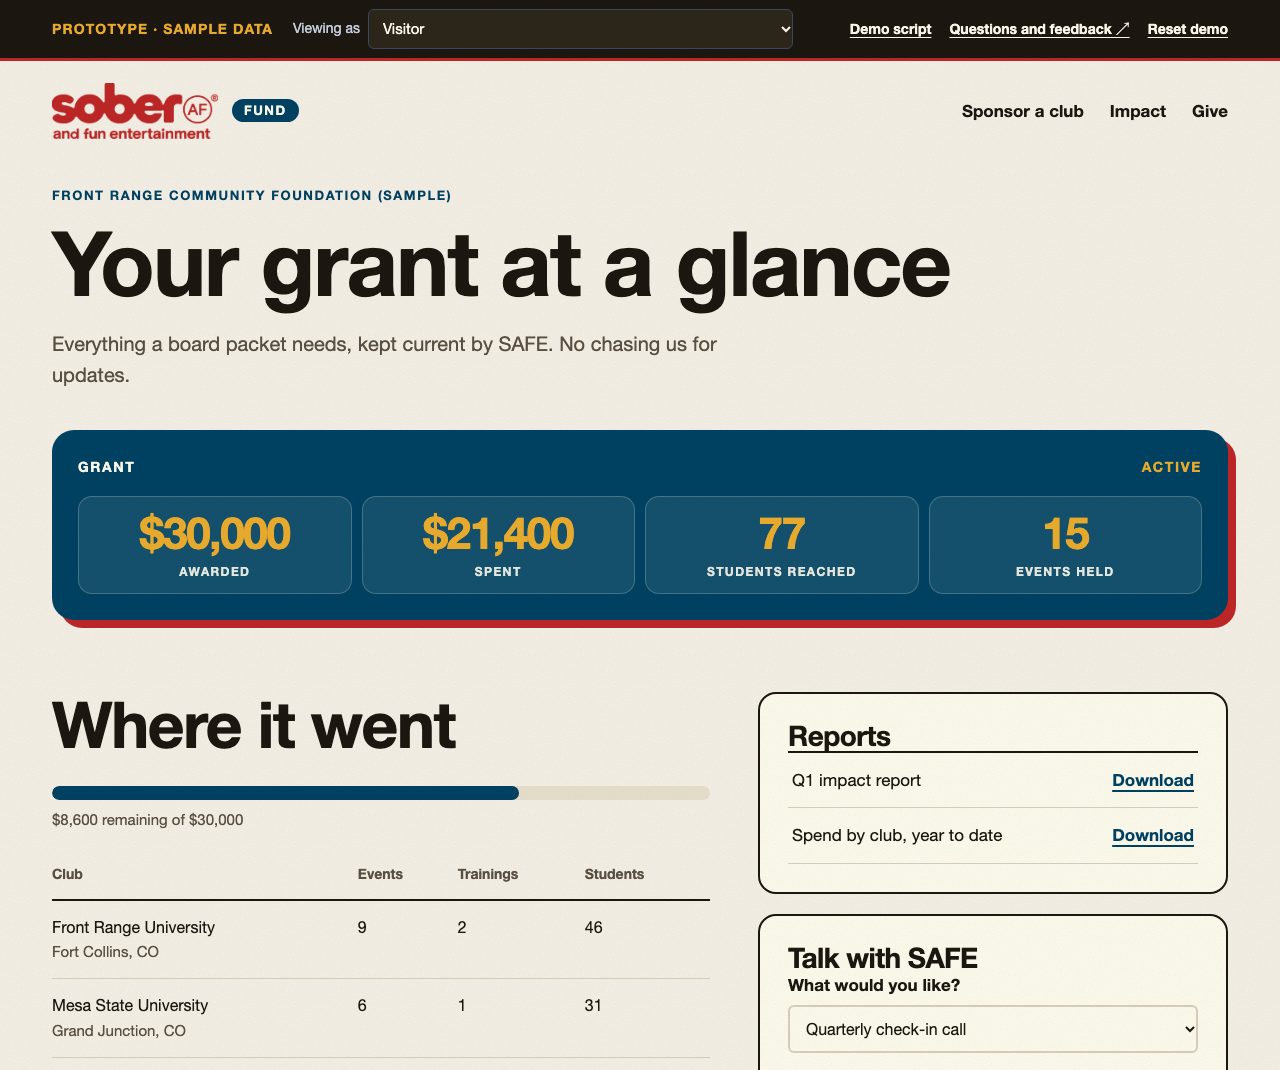 PROTOTYPE · SAMPLE DATA
Viewing as
Visitor
Demo script
Questions and feedback ↗
Reset demo
sober AF ®
and fun entertainment
FUND
Sponsor a club
Impact
Give
FRONT RANGE COMMUNITY FOUNDATION (SAMPLE)
Your grant at a glance
Everything a board packet needs, kept current by SAFE. No chasing us for
updates.
GRANT
ACTIVE
$30,000
AWARDED
$21,400
SPENT
77
STUDENTS REACHED
15
EVENTS HELD
Where it went
$8,600 remaining of $30,000
Club Events Trainings Students
Front Range University 9 2 46
Fort Collins, CO
Mesa State University 6 1 31
Grand Junction, CO
Reports
Q1 impact report Download
Spend by club, year to date Download
Talk with SAFE
What would you like?
Quarterly check-in call